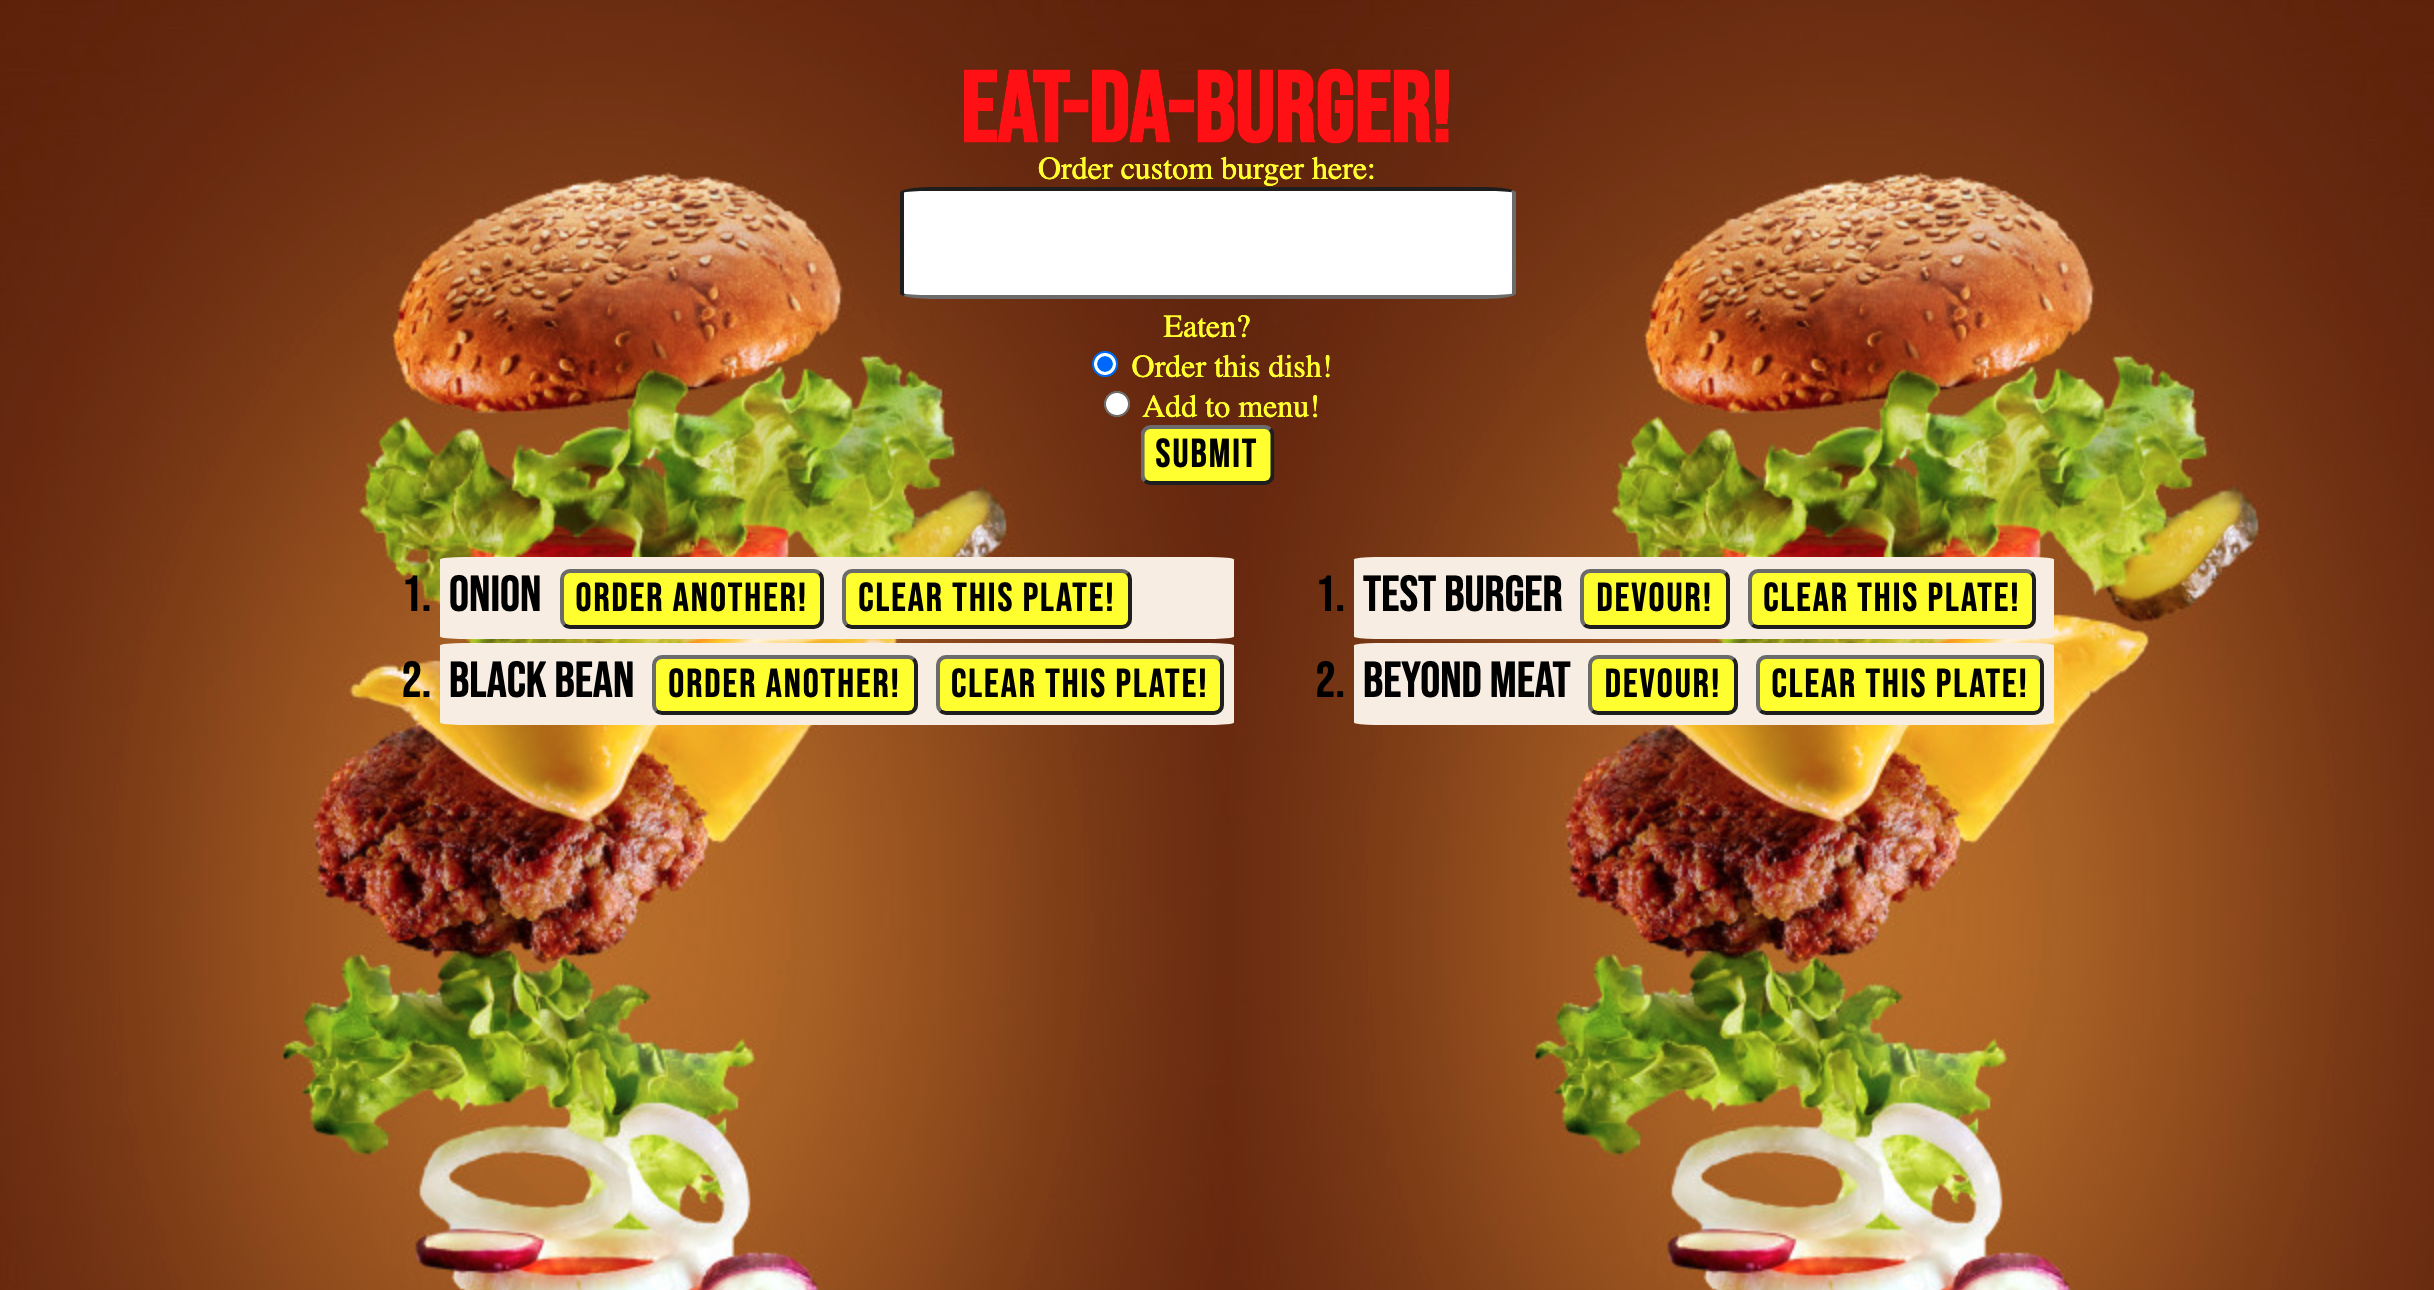 EAT-DA-BURGER!
Order custom burger here:
Eaten?
Order this dish!
Add to menu!
SUBMIT
1. ONION ORDER ANOTHER! CLEAR THIS PLATE!
2. BLACK BEAN ORDER ANOTHER! CLEAR THIS PLATE!
1. TEST BURGER DEVOUR! CLEAR THIS PLATE!
2. BEYOND MEAT DEVOUR! CLEAR THIS PLATE!